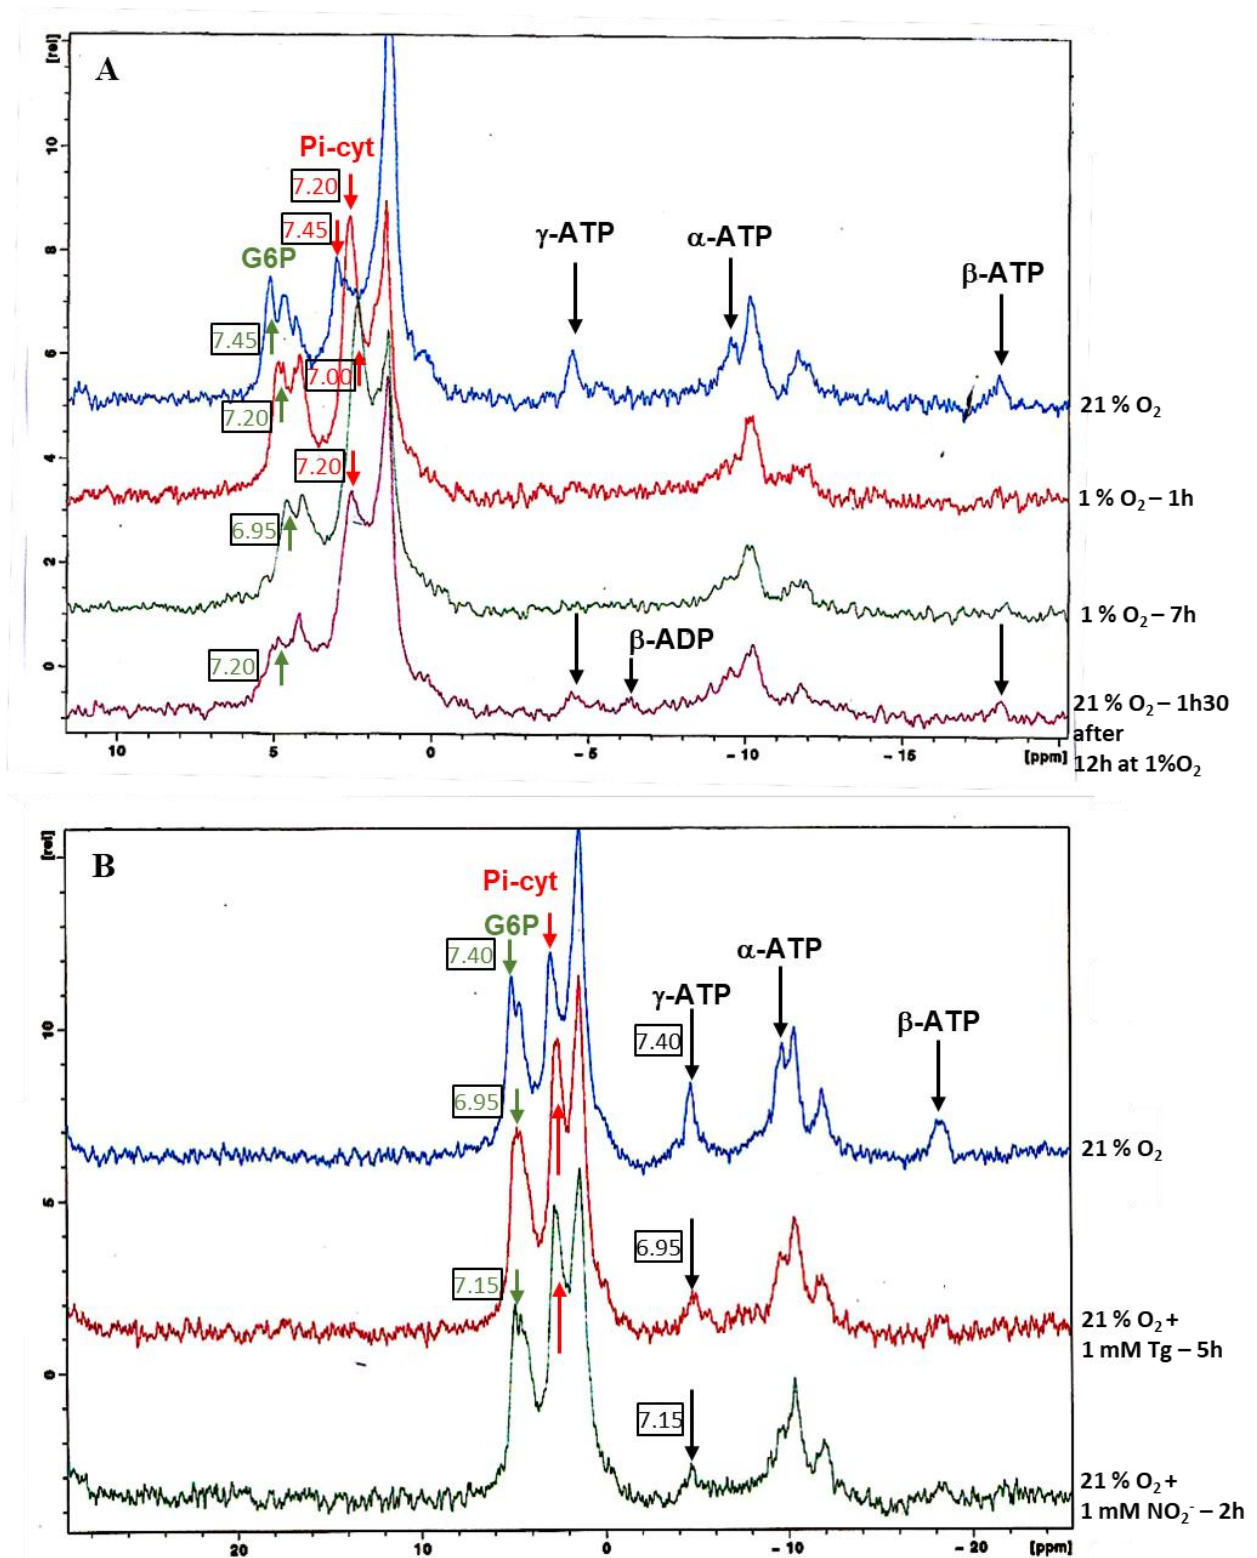 [rel]
A
10
8
6
4
2
0
Pi-cyt
7.20
7.45
G6P
7.45
7.20
7.00
7.20
6.95
7.20
γ-ATP
α-ATP
β-ATP
β-ADP
21 % O₂
1 % O₂ – 1h
1 % O₂ – 7h
21 % O₂ – 1h30
after
12h at 1%O₂
10 5 0 -5 -10 -15 [ppm]
[rel]
B
10
5
0
Pi-cyt
G6P
7.40
6.95
7.15
γ-ATP
7.40
6.95
7.15
α-ATP
β-ATP
21 % O₂
21 % O₂ +
1 mM Tg – 5h
21 % O₂ +
1 mM NO₂⁻ – 2h
20 10 0 -10 -20 [ppm]